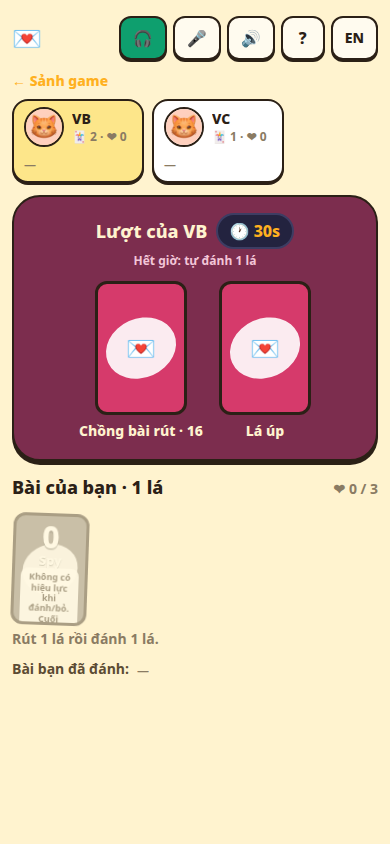 ?
EN
← Sảnh game
VB
🃏 2 · ❤ 0
—
VC
🃏 1 · ❤ 0
—
Lượt của VB
🕐 30s
Hết giờ: tự đánh 1 lá
Chồng bài rút · 16
Lá úp
Bài của bạn · 1 lá
❤ 0 / 3
0
Spy
Không có
hiệu lực
khi
đánh/bỏ.
Cuối
Rút 1 lá rồi đánh 1 lá.
Bài bạn đã đánh: —